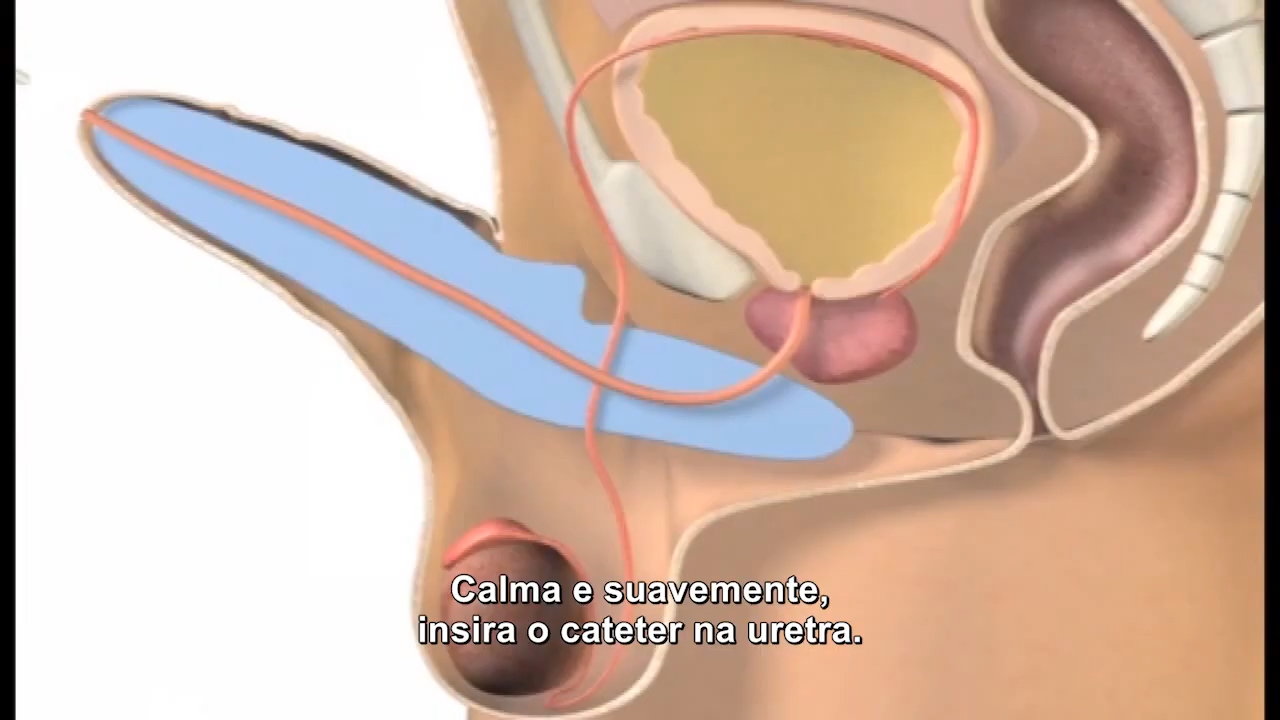 Calma e suavemente,
insira o cateter na uretra.